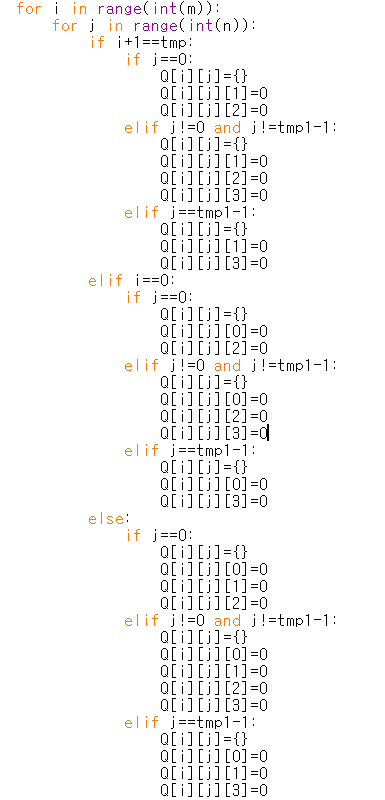 for i in range(int(m)):
    for j in range(int(n)):
        if i+1==tmp:
            if j==0:
                Q[i][j]={}
                Q[i][j][1]=0
                Q[i][j][2]=0
            elif j!=0 and j!=tmp1-1:
                Q[i][j]={}
                Q[i][j][1]=0
                Q[i][j][2]=0
                Q[i][j][3]=0
            elif j==tmp1-1:
                Q[i][j]={}
                Q[i][j][1]=0
                Q[i][j][3]=0
        elif i==0:
            if j==0:
                Q[i][j]={}
                Q[i][j][0]=0
                Q[i][j][2]=0
            elif j!=0 and j!=tmp1-1:
                Q[i][j]={}
                Q[i][j][0]=0
                Q[i][j][2]=0
                Q[i][j][3]=0
            elif j==tmp1-1:
                Q[i][j]={}
                Q[i][j][0]=0
                Q[i][j][3]=0
        else:
            if j==0:
                Q[i][j]={}
                Q[i][j][0]=0
                Q[i][j][1]=0
                Q[i][j][2]=0
            elif j!=0 and j!=tmp1-1:
                Q[i][j]={}
                Q[i][j][0]=0
                Q[i][j][1]=0
                Q[i][j][2]=0
                Q[i][j][3]=0
            elif j==tmp1-1:
                Q[i][j]={}
                Q[i][j][0]=0
                Q[i][j][1]=0
                Q[i][j][3]=0